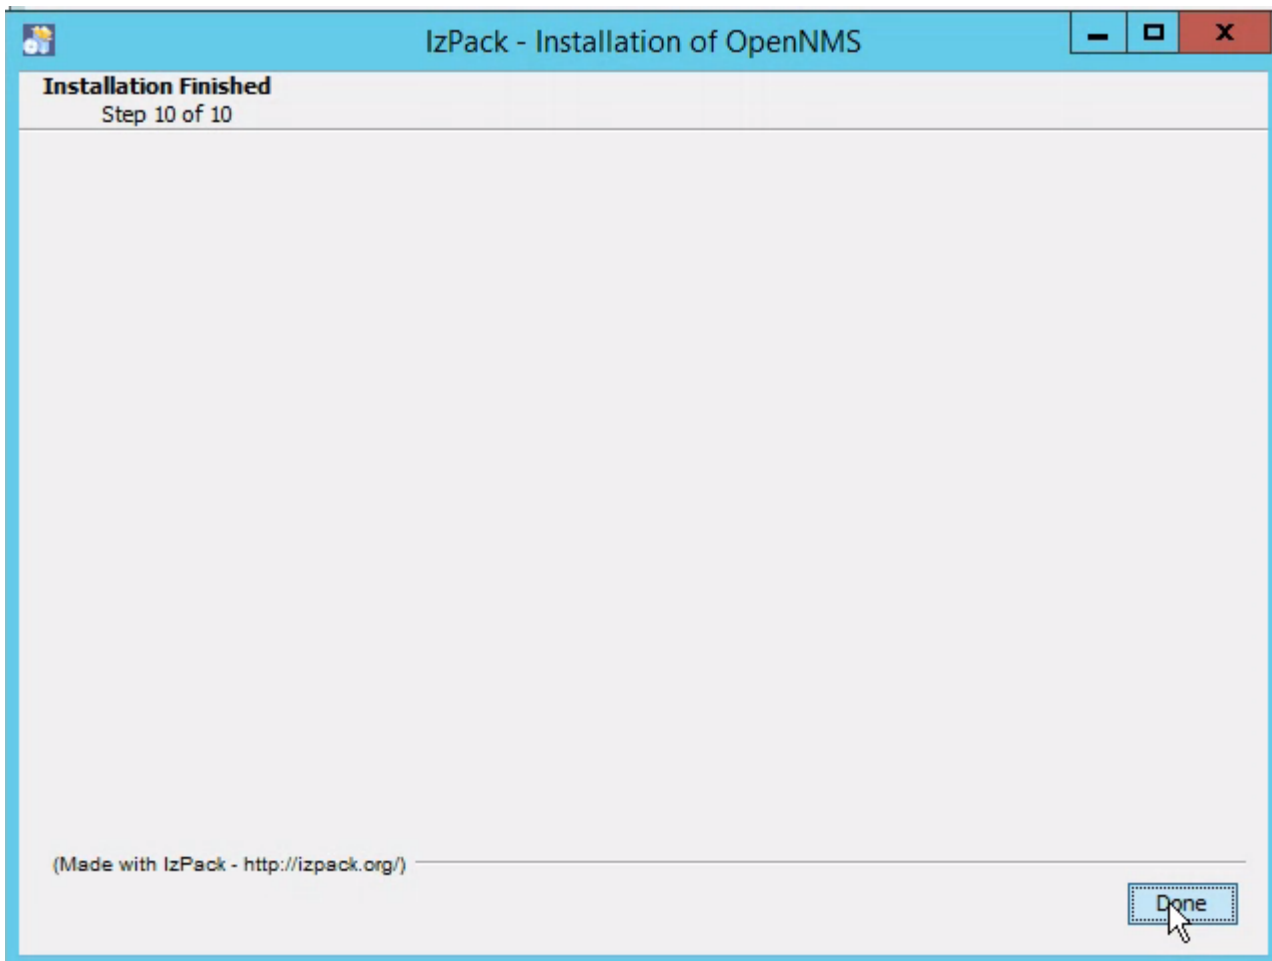 IzPack - Installation of OpenNMS
Installation Finished
Step 10 of 10
(Made with IzPack - http://izpack.org/)
Done